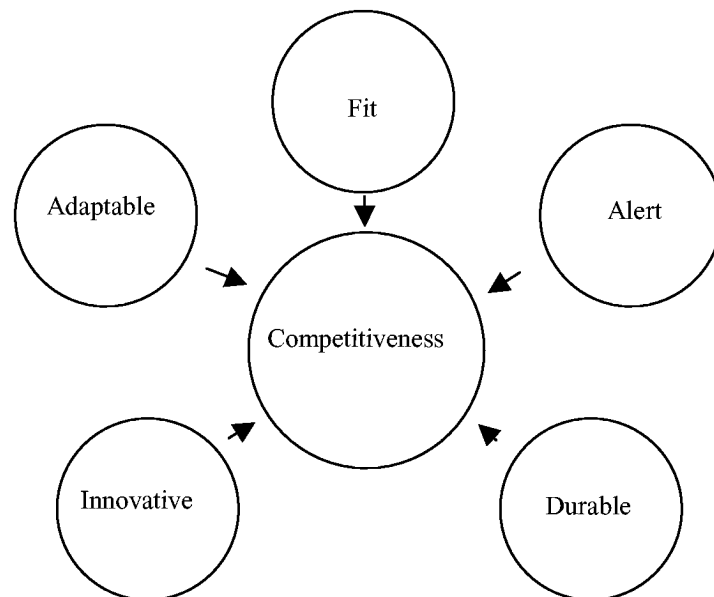 Fit
Adaptable
Alert
Competitiveness
Innovative
Durable